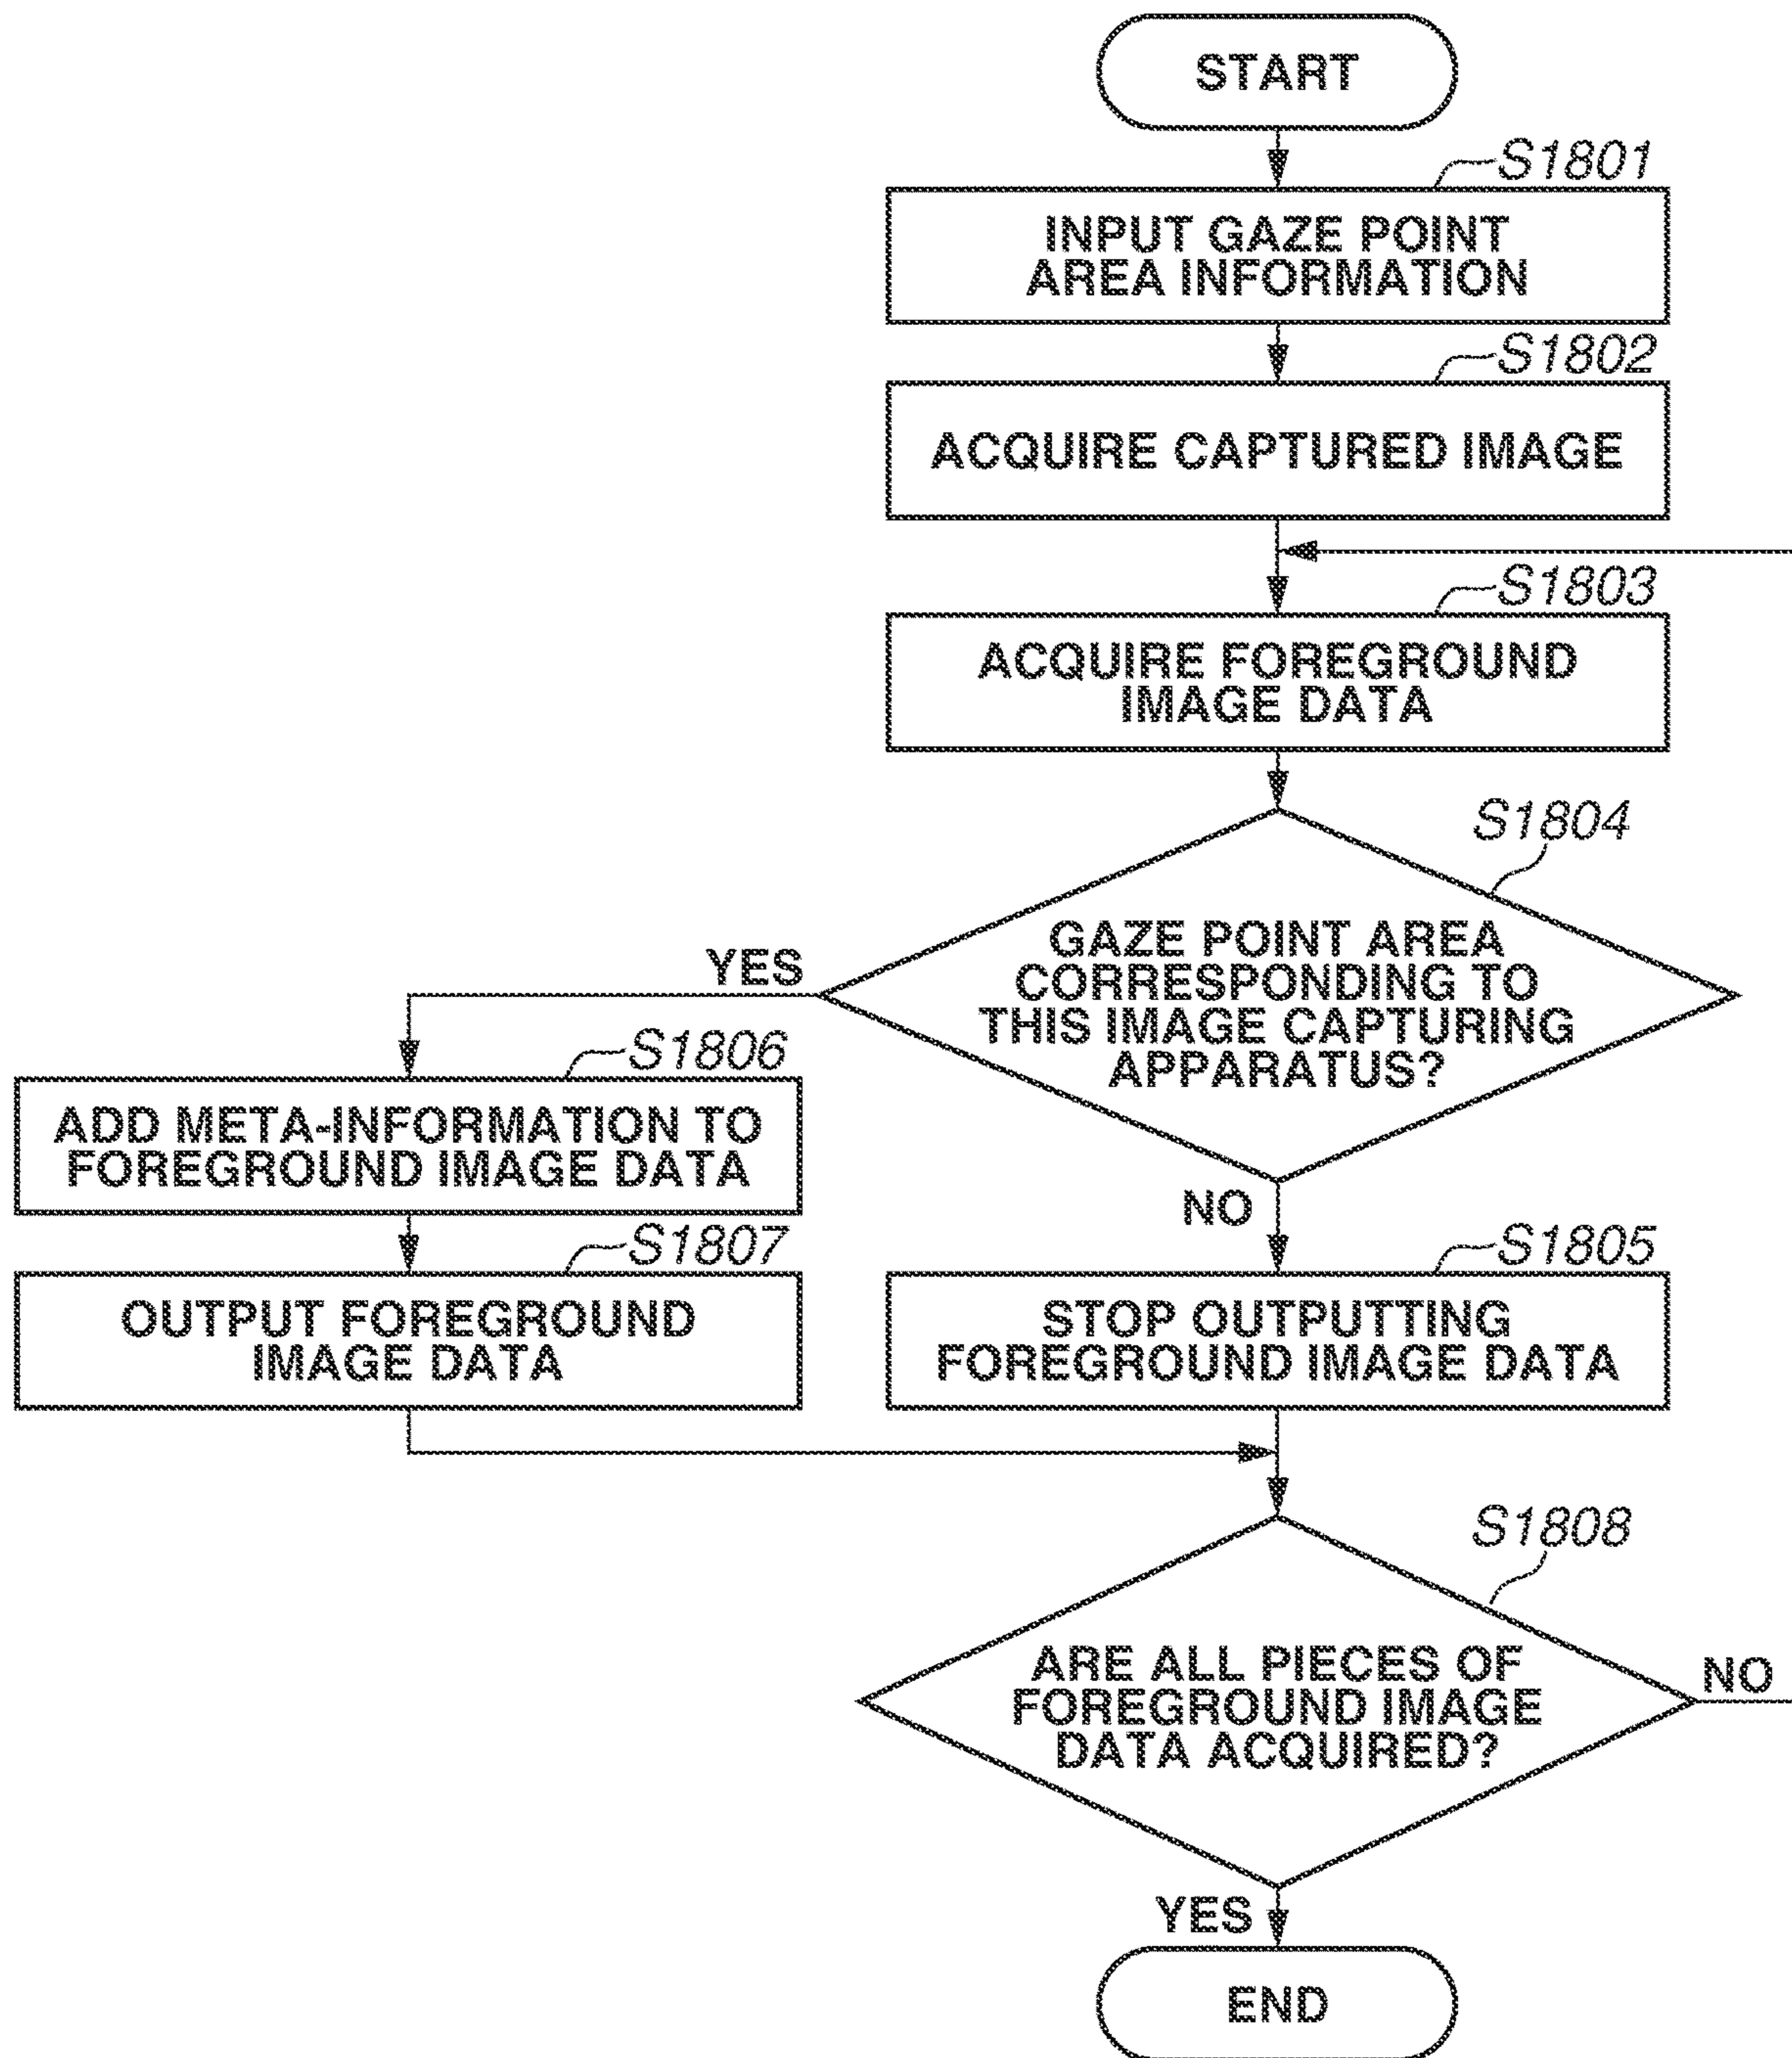 START
S1801
INPUT GAZE POINT
AREA INFORMATION
S1802
ACQUIRE CAPTURED IMAGE
S1803
ACQUIRE FOREGROUND
IMAGE DATA
S1804
GAZE POINT AREA
CORRESPONDING TO
THIS IMAGE CAPTURING
APPARATUS?
YES
NO
S1806
ADD META-INFORMATION TO
FOREGROUND IMAGE DATA
S1807
OUTPUT FOREGROUND
IMAGE DATA
S1805
STOP OUTPUTTING
FOREGROUND IMAGE DATA
S1808
ARE ALL PIECES OF
FOREGROUND IMAGE
DATA ACQUIRED?
NO
YES
END